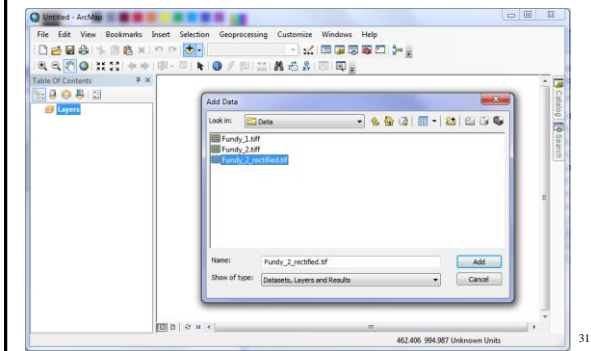 Untitled - ArcMap
File Edit View Bookmarks Insert Selection Geoprocessing Customize Windows Help
Table Of Contents
Layers
Catalog
Search
Add Data
Look in: Data
Fundy_1.tiff
Fundy_2.tiff
Fundy_2_rectified.tif
Name: Fundy_2_rectified.tif Add
Show of type: Datasets, Layers and Results Cancel
462.406 994.987 Unknown Units
31